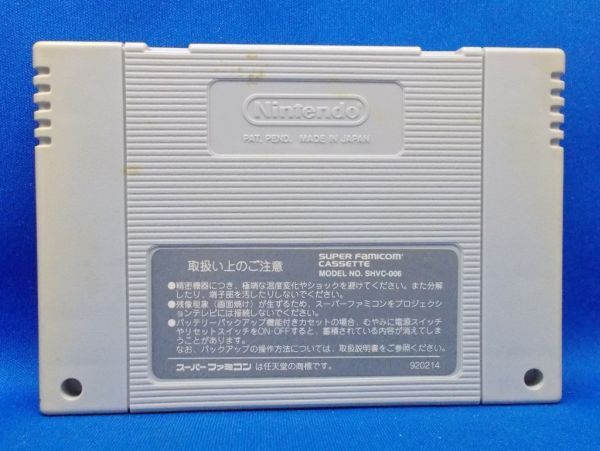 Nintendo
PAT. PEND. MADE IN JAPAN
取扱い上のご注意
SUPER FAMICOM
CASSETTE
MODEL NO. SHVC-006
●精密機器につき、極端な温度変化やショックを避けてください。また分解
したり、端子部を汚したりしないでください。
●残像現象（画面焼け）が生ずるため、スーパーファミコンをプロジェクシ
ョンテレビには接続しないでください。
●バッテリーバックアップ機能付きカセットの場合、むやみに電源スイッチ
やリセットスイッチをON・OFFすると、蓄積されている内容が消えてしま
うことがあります。
なお、バックアップの操作方法については、取扱説明書をご参照ください。
スーパーファミコンは任天堂の商標です。
920214